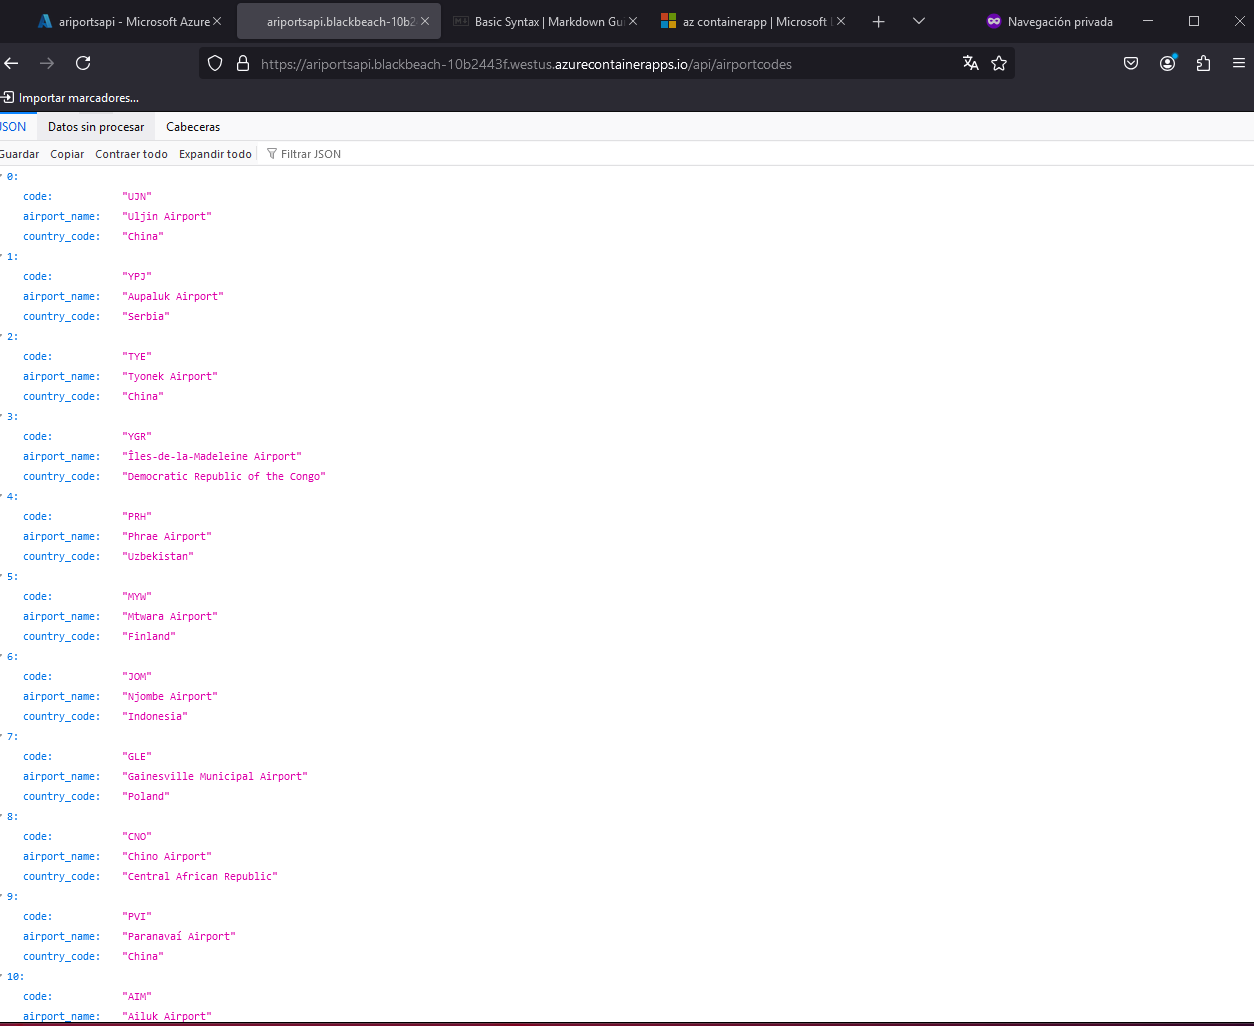 ariportsapi - Microsoft Azure
ariportsapi.blackbeach-10b2
Basic Syntax | Markdown Gui
az containerapp | Microsoft
Navegación privada
https://ariportsapi.blackbeach-10b2443f.westus.azurecontainerapps.io/api/airportcodes
Importar marcadores...
JSON Datos sin procesar Cabeceras
Guardar Copiar Contraer todo Expandir todo Filtrar JSON
0:
code: "UJN"
airport_name: "Uljin Airport"
country_code: "China"
1:
code: "YPJ"
airport_name: "Aupaluk Airport"
country_code: "Serbia"
2:
code: "TYE"
airport_name: "Tyonek Airport"
country_code: "China"
3:
code: "YGR"
airport_name: "Îles-de-la-Madeleine Airport"
country_code: "Democratic Republic of the Congo"
4:
code: "PRH"
airport_name: "Phrae Airport"
country_code: "Uzbekistan"
5:
code: "MYW"
airport_name: "Mtwara Airport"
country_code: "Finland"
6:
code: "JOM"
airport_name: "Njombe Airport"
country_code: "Indonesia"
7:
code: "GLE"
airport_name: "Gainesville Municipal Airport"
country_code: "Poland"
8:
code: "CNO"
airport_name: "Chino Airport"
country_code: "Central African Republic"
9:
code: "PVI"
airport_name: "Paranavaí Airport"
country_code: "China"
10:
code: "AIM"
airport_name: "Ailuk Airport"